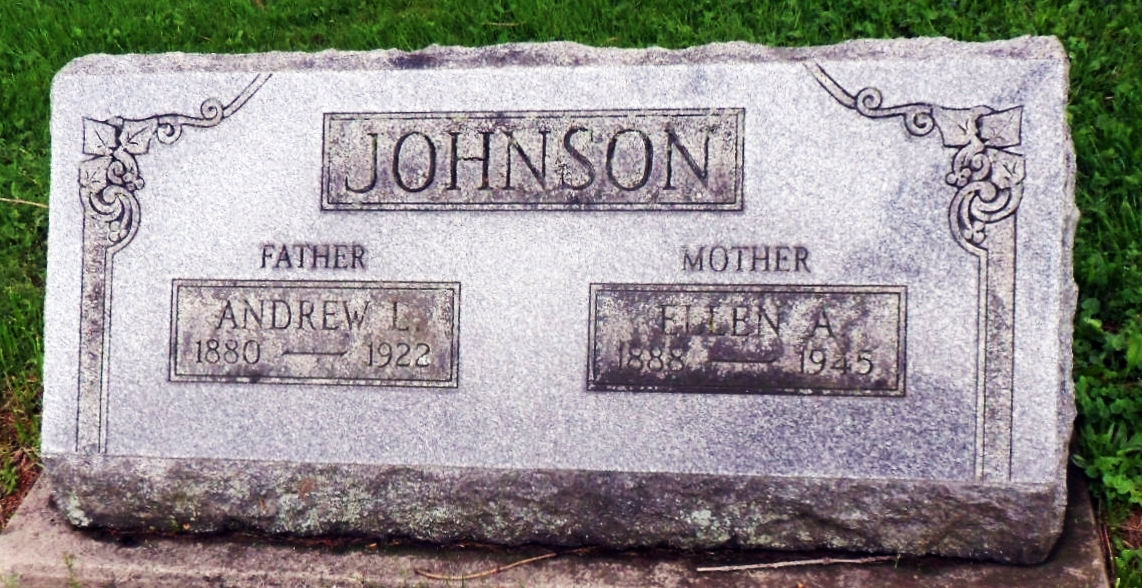 JOHNSON
FATHER
ANDREW L.
1880 — 1922
MOTHER
ELLEN A.
1888 — 1945